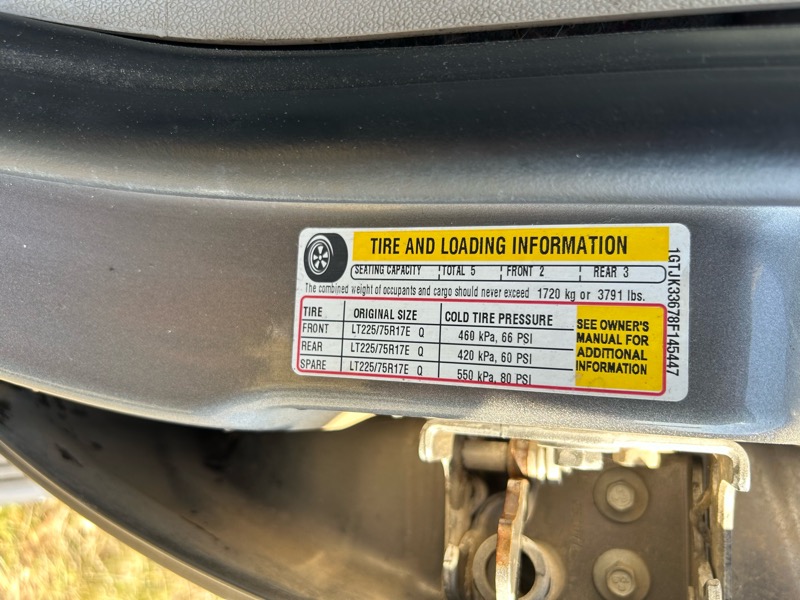 TIRE AND LOADING INFORMATION
SEATING CAPACITY TOTAL 5 FRONT 2 REAR 3
The combined weight of occupants and cargo should never exceed 1720 kg or 3791 lbs.
TIRE ORIGINAL SIZE COLD TIRE PRESSURE
FRONT LT225/75R17E Q 460 kPa, 66 PSI
REAR LT225/75R17E Q 420 kPa, 60 PSI
SPARE LT225/75R17E Q 550 kPa, 80 PSI
SEE OWNER'S
MANUAL FOR
ADDITIONAL
INFORMATION
1GTJK33678F145447